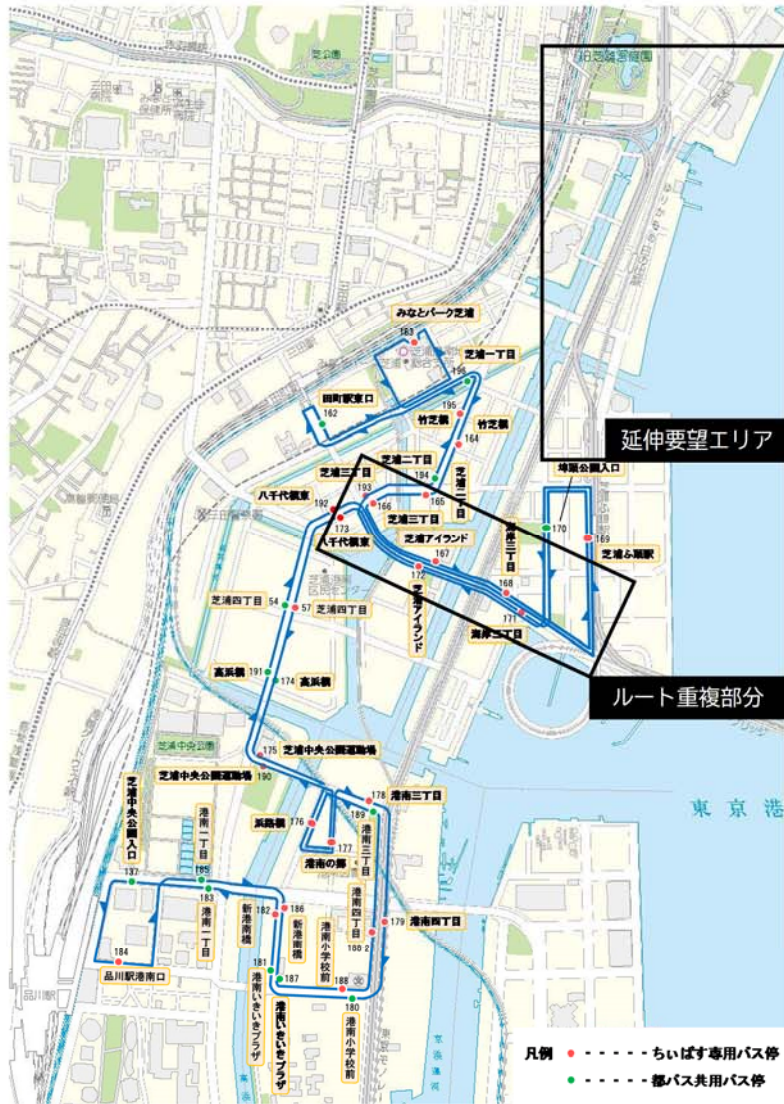 芝公園
旧芝離宮庭園
みなとパーク芝浦
163
芝浦一丁目
196
田町駅東口
162
195
竹芝橋
竹芝橋
164
延伸要望エリア
芝浦二丁目
194
芝浦二丁目
165
埠頭公園入口
芝浦三丁目
193
166
芝浦三丁目
八千代橋東
192
173
八千代橋東
芝浦アイランド
167
172
芝浦アイランド
海岸三丁目
170
169
芝浦ふ頭駅
168
171
海岸三丁目
54
57
芝浦四丁目
ルート重複部分
191
174
高浜橋
高浜橋
芝浦中央公園
175
芝浦中央公園運動場
芝浦中央公園運動場
190
178
港南三丁目
東京港
189
港南三丁目
浜路橋
176
177
港南の郷
芝浦中央公園入口
137
港南一丁目
185
183
港南一丁目
新港南橋
182
186
新港南橋
港南四丁目
179
港南四丁目
188-2
184
品川駅港南口
品川駅
181
187
港南いきいきプラザ
港南いきいきプラザ
港南小学校前
188
180
港南小学校前
凡例
ちぃばす専用バス停
都バス共用バス停